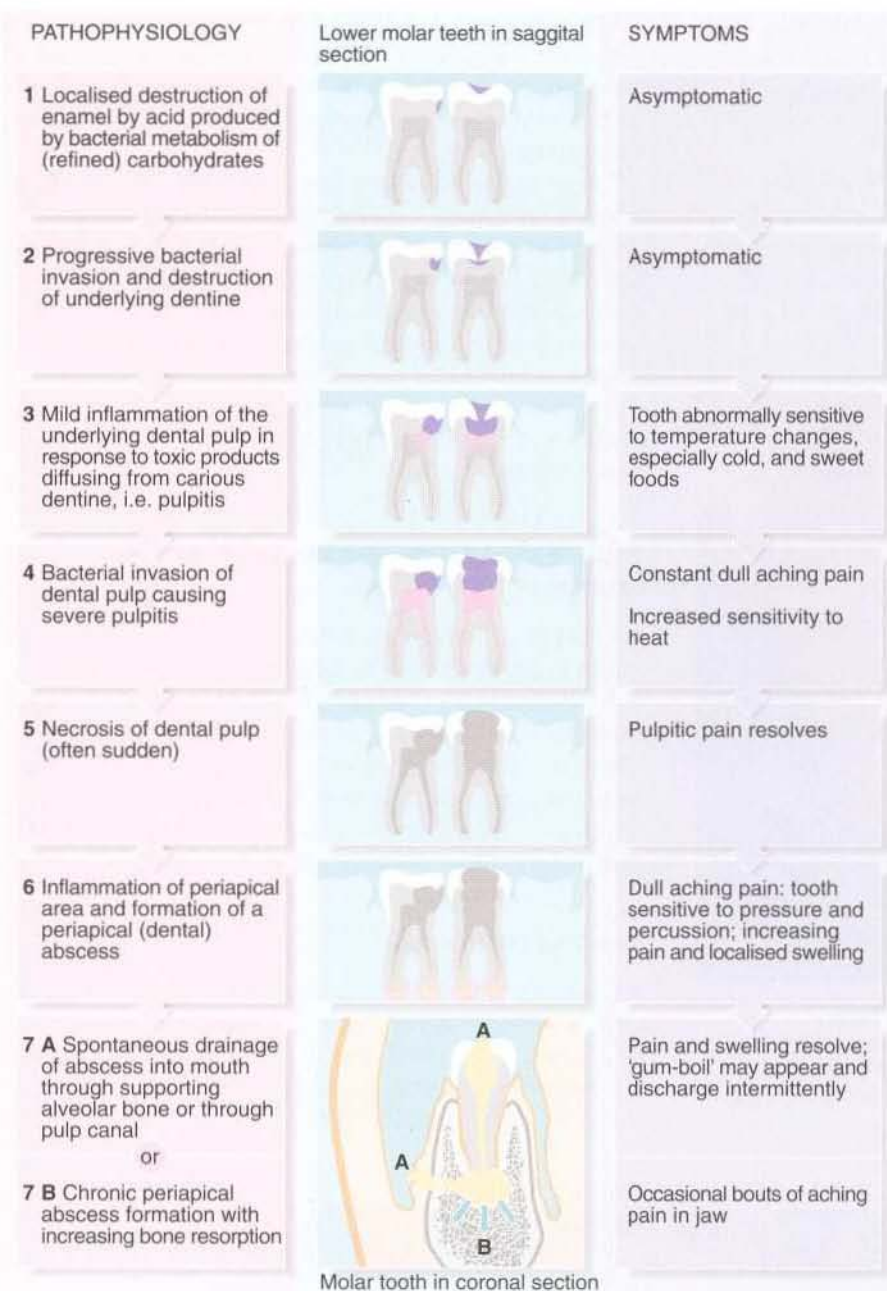 PATHOPHYSIOLOGY
Lower molar teeth in saggital
section
SYMPTOMS
1 Localised destruction of
enamel by acid produced
by bacterial metabolism of
(refined) carbohydrates
Asymptomatic
2 Progressive bacterial
invasion and destruction
of underlying dentine
Asymptomatic
3 Mild inflammation of the
underlying dental pulp in
response to toxic products
diffusing from carious
dentine, i.e. pulpitis
Tooth abnormally sensitive
to temperature changes,
especially cold, and sweet
foods
4 Bacterial invasion of
dental pulp causing
severe pulpitis
Constant dull aching pain
Increased sensitivity to
heat
5 Necrosis of dental pulp
(often sudden)
Pulpitic pain resolves
6 Inflammation of periapical
area and formation of a
periapical (dental)
abscess
Dull aching pain: tooth
sensitive to pressure and
percussion; increasing
pain and localised swelling
7 A Spontaneous drainage
of abscess into mouth
through supporting
alveolar bone or through
pulp canal
or
7 B Chronic periapical
abscess formation with
increasing bone resorption
A
A
B
Pain and swelling resolve;
'gum-boil' may appear and
discharge intermittently
Occasional bouts of aching
pain in jaw
Molar tooth in coronal section